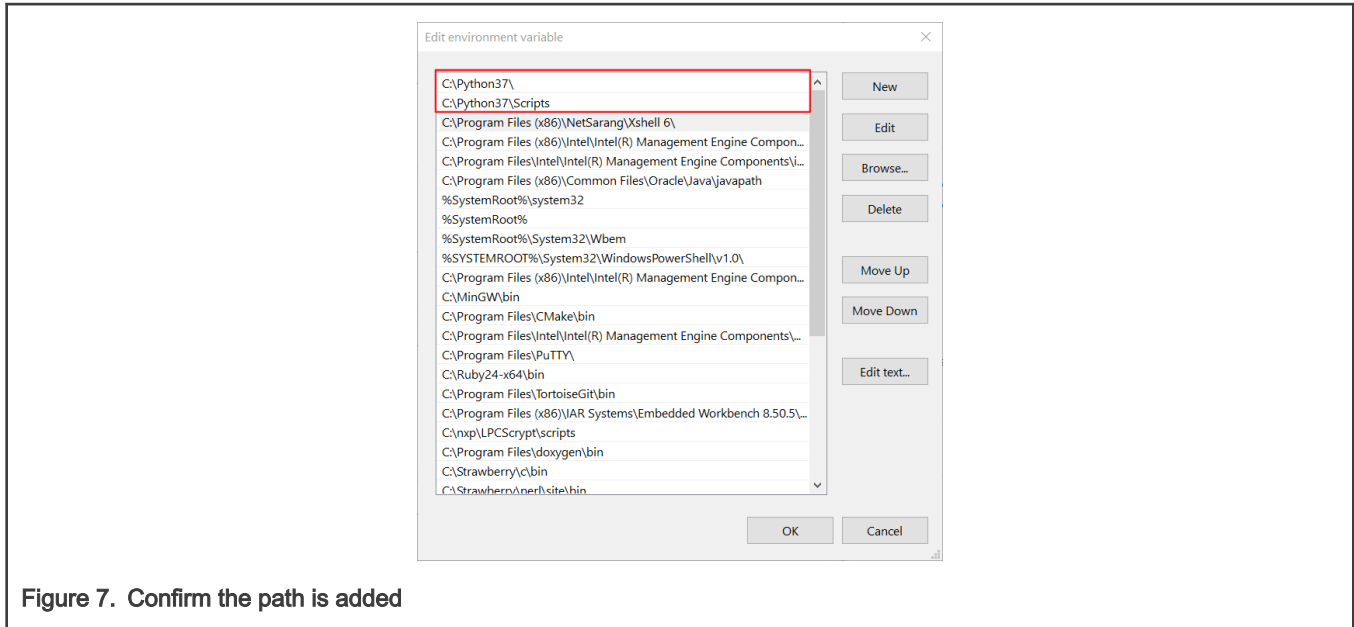 Edit environment variable
C:\Python37\
C:\Python37\Scripts
C:\Program Files (x86)\NetSarang\Xshell 6\
C:\Program Files (x86)\Intel\Intel(R) Management Engine Compon...
C:\Program Files\Intel\Intel(R) Management Engine Components\i...
C:\Program Files (x86)\Common Files\Oracle\Java\javapath
%SystemRoot%\system32
%SystemRoot%
%SystemRoot%\System32\Wbem
%SYSTEMROOT%\System32\WindowsPowerShell\v1.0\
C:\Program Files (x86)\Intel\Intel(R) Management Engine Compon...
C:\MinGW\bin
C:\Program Files\CMake\bin
C:\Program Files\Intel\Intel(R) Management Engine Components\...
C:\Program Files\PuTTY\
C:\Ruby24-x64\bin
C:\Program Files\TortoiseGit\bin
C:\Program Files (x86)\IAR Systems\Embedded Workbench 8.50.5\...
C:\nxp\LPCScrypt\scripts
C:\Program Files\doxygen\bin
C:\Strawberry\c\bin
C:\Strawberry\perl\site\bin
New
Edit
Browse...
Delete
Move Up
Move Down
Edit text...
OK
Cancel
Figure 7. Confirm the path is added